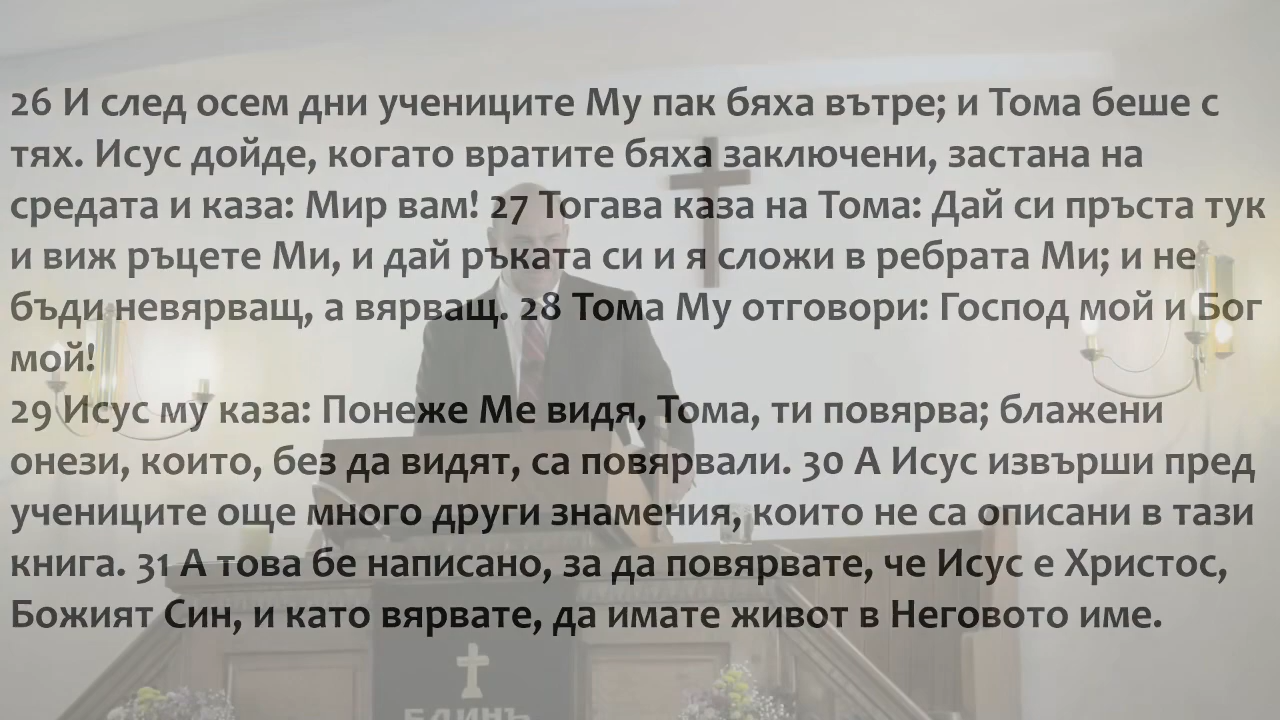 26 И след осем дни учениците Му пак бяха вътре; и Тома беше с
тях. Исус дойде, когато вратите бяха заключени, застана на
средата и каза: Мир вам! 27 Тогава каза на Тома: Дай си пръста тук
и виж ръцете Ми, и дай ръката си и я сложи в ребрата Ми; и не
бъди невярващ, а вярващ. 28 Тома Му отговори: Господ мой и Бог
мой!
29 Исус му каза: Понеже Ме видя, Тома, ти повярва; блажени
онези, които, без да видят, са повярвали. 30 А Исус извърши пред
учениците още много други знамения, които не са описани в тази
книга. 31 А това бе написано, за да повярвате, че Исус е Христос,
Божият Син, и като вярвате, да имате живот в Неговото име.
ЕДИНЪ